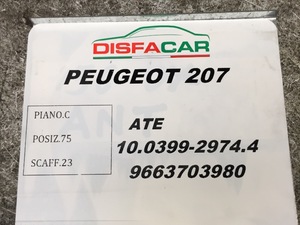 DISFACAR
PEUGEOT 207
PIANO.C
POSIZ.75
SCAFF.23
ATE
10.0399-2974.4
9663703980